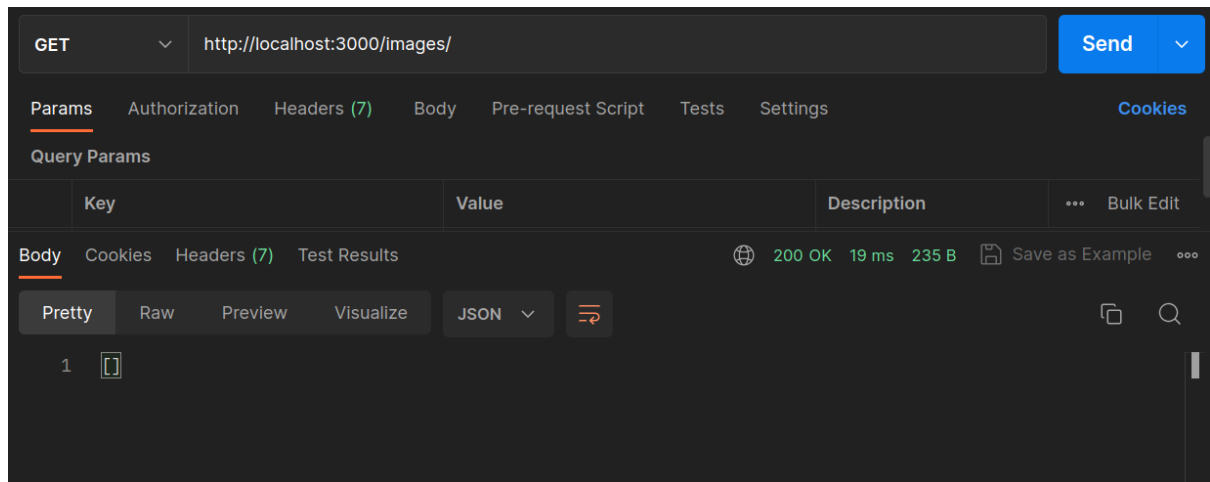 GET http://localhost:3000/images/ Send
Params Authorization Headers (7) Body Pre-request Script Tests Settings Cookies
Query Params
Key Value Description Bulk Edit
Body Cookies Headers (7) Test Results 200 OK 19 ms 235 B Save as Example
Pretty Raw Preview Visualize JSON
1 []